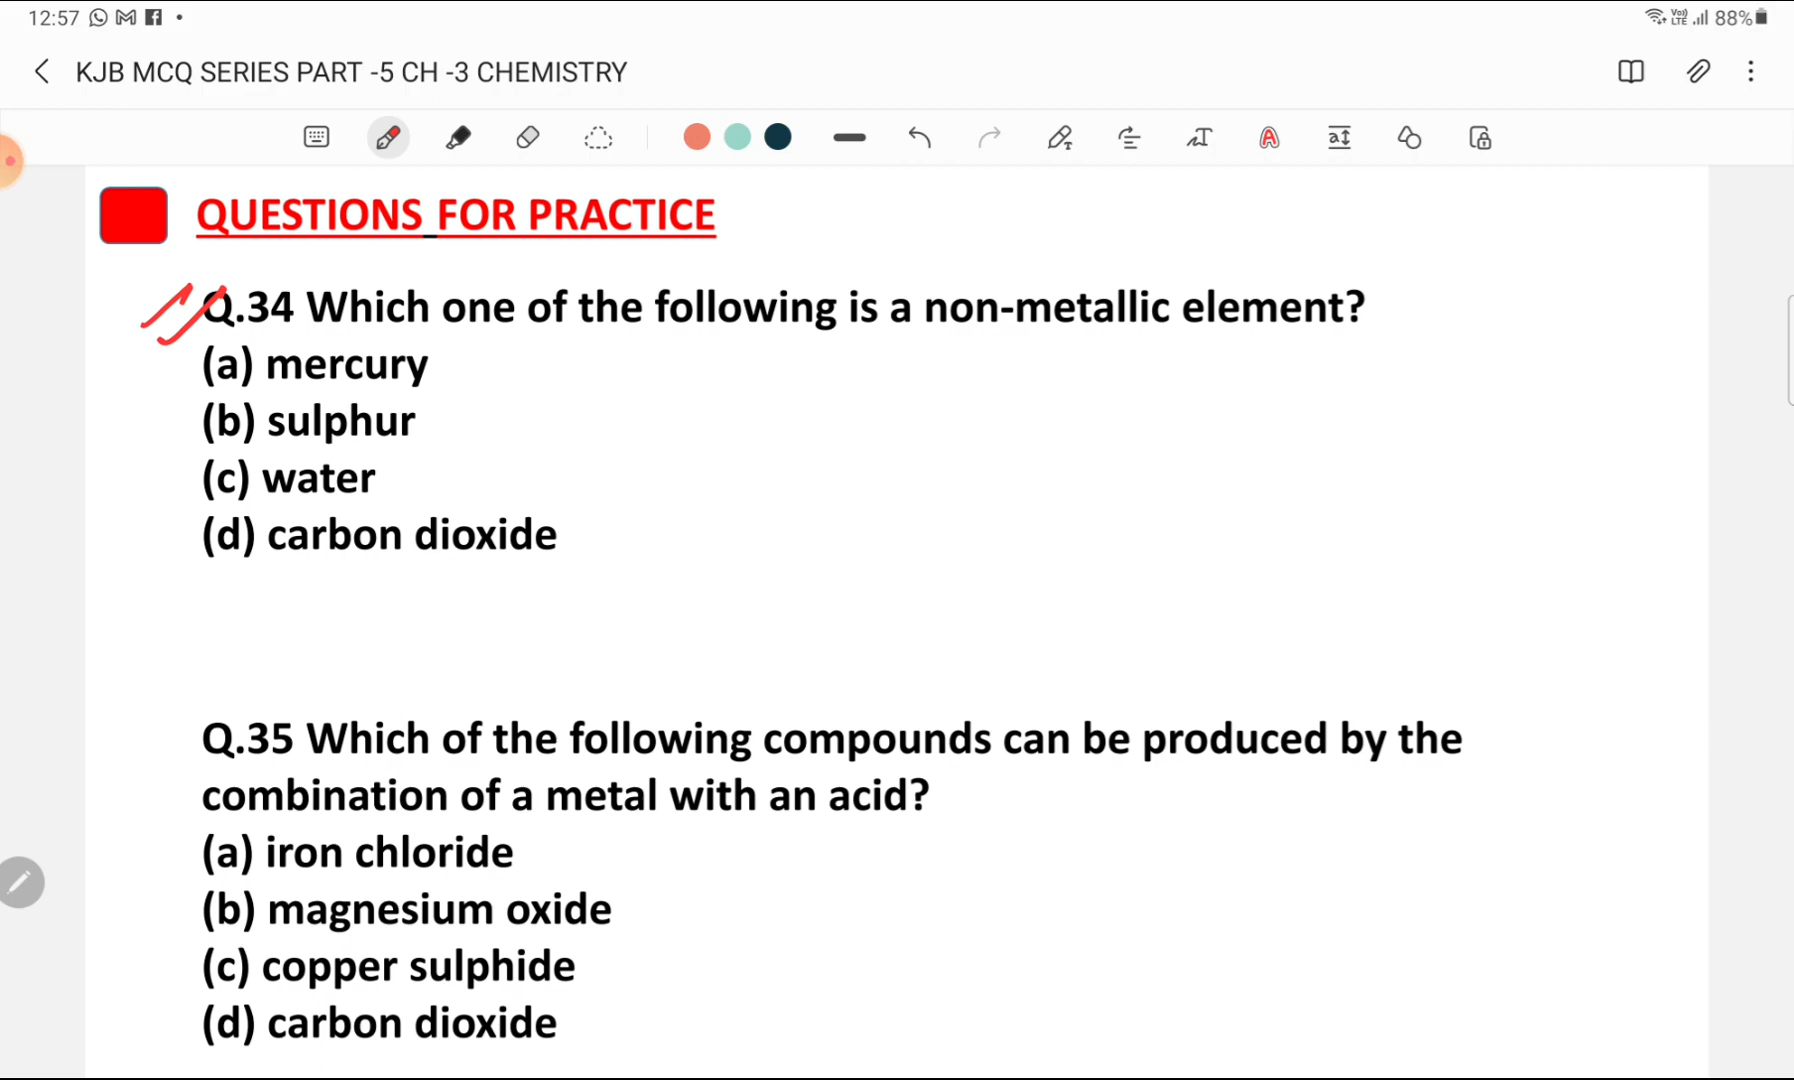 12:57
LTE 88%
KJB MCQ SERIES PART -5 CH -3 CHEMISTRY
QUESTIONS FOR PRACTICE
Q.34 Which one of the following is a non-metallic element?
(a) mercury
(b) sulphur
(c) water
(d) carbon dioxide
Q.35 Which of the following compounds can be produced by the
combination of a metal with an acid?
(a) iron chloride
(b) magnesium oxide
(c) copper sulphide
(d) carbon dioxide